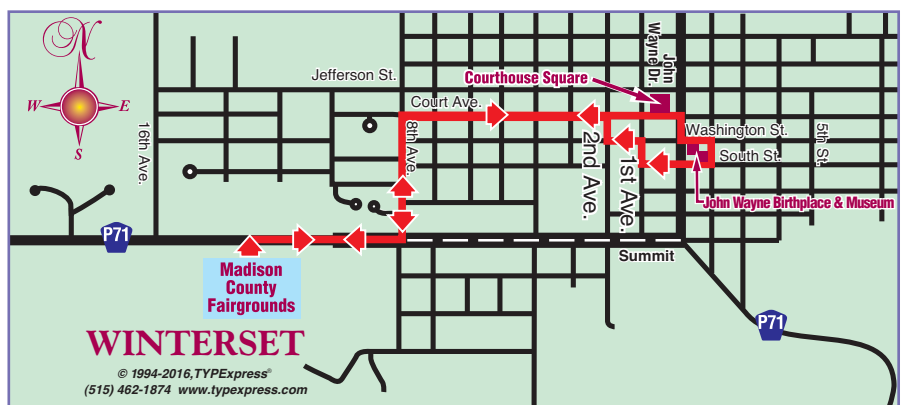 N
W
E
S
16th Ave.
Jefferson St.
Court Ave.
8th Ave.
Courthouse Square
John
Wayne Dr.
2nd Ave.
1st Ave.
Washington St.
South St.
5th St.
John Wayne Birthplace & Museum
Summit
P71
P71
Madison
County
Fairgrounds
WINTERSET
© 1994-2016,TYPExpress®
(515) 462-1874 www.typexpress.com